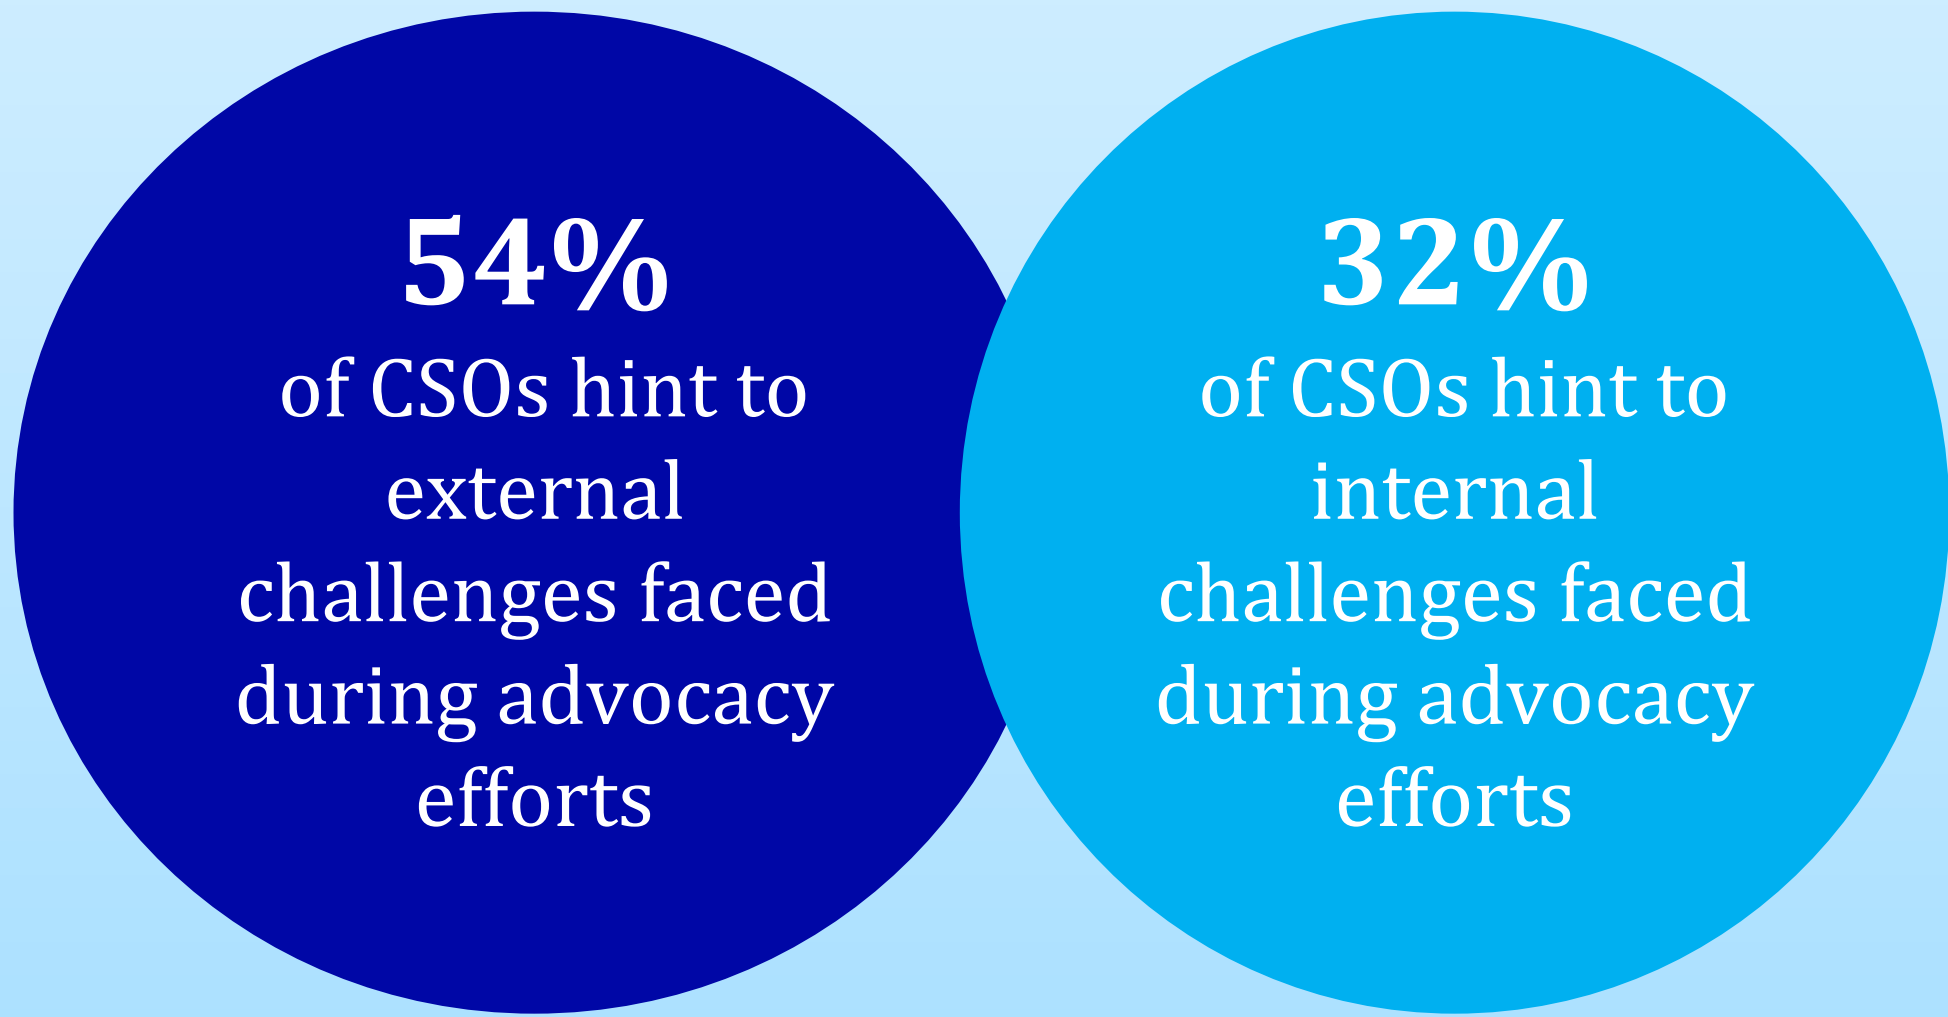 54%
of CSOs hint to
external
challenges faced
during advocacy
efforts
32%
of CSOs hint to
internal
challenges faced
during advocacy
efforts